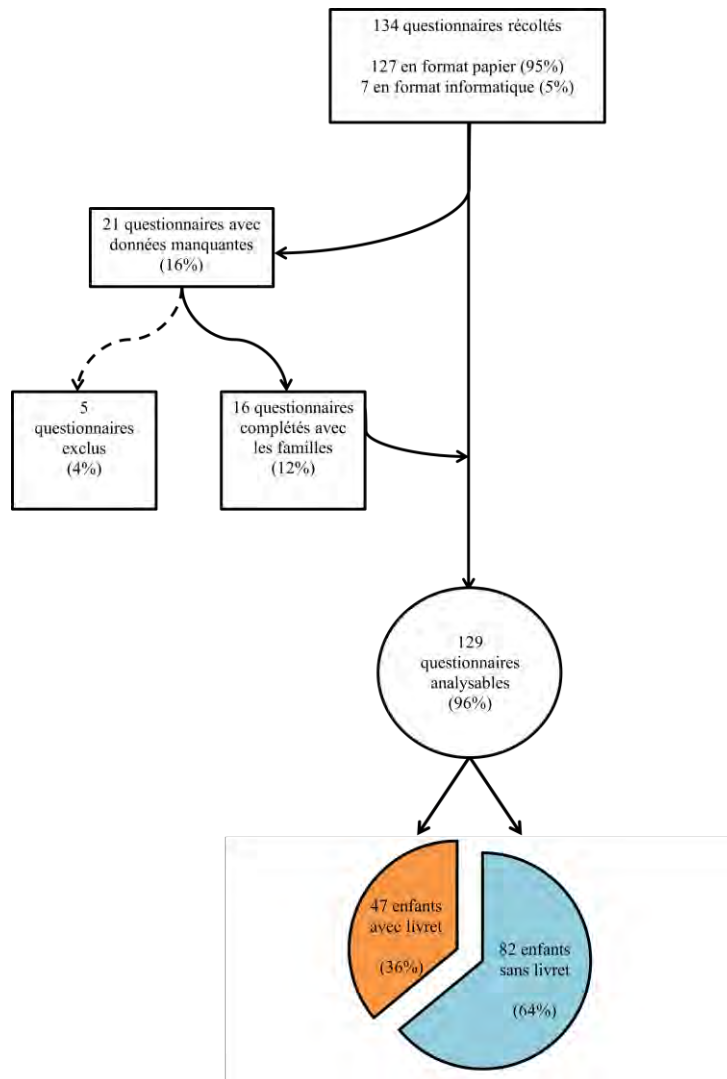 134 questionnaires récoltés
127 en format papier (95%)
7 en format informatique (5%)
21 questionnaires avec
données manquantes
(16%)
5
questionnaires
exclus
(4%)
16 questionnaires
complétés avec
les familles
(12%)
129
questionnaires
analysables
(96%)
47 enfants
avec livret
(36%)
82 enfants
sans livret
(64%)